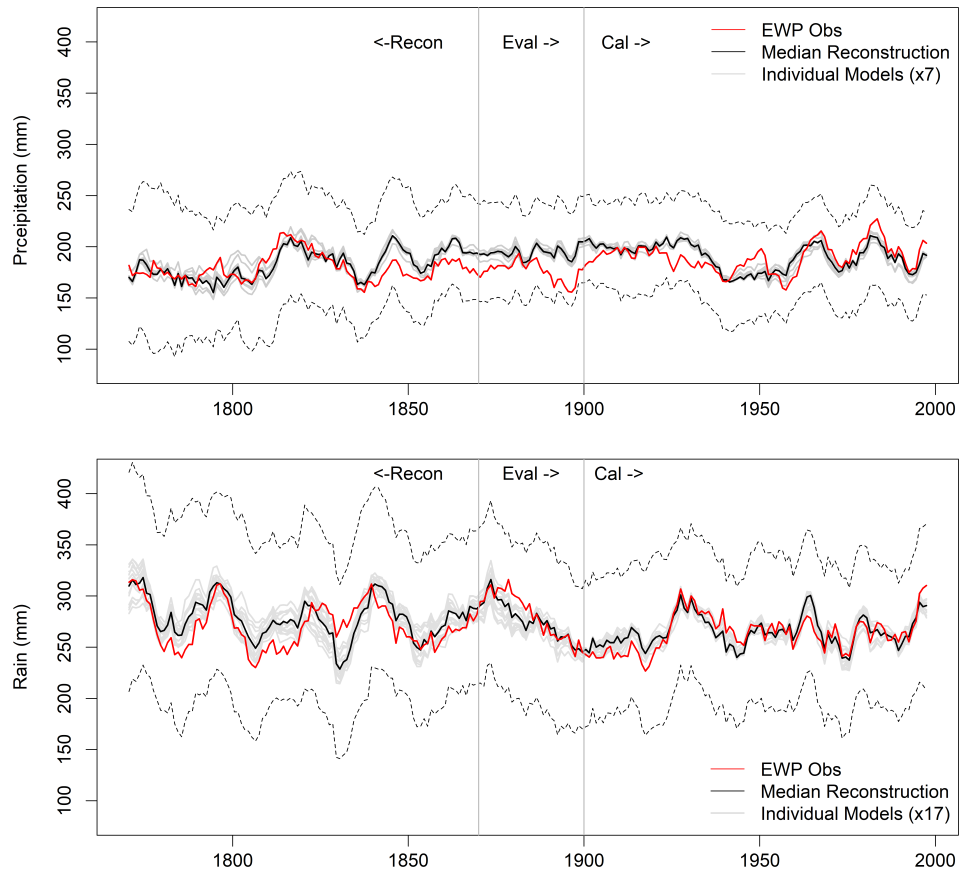 400
350
300
250
200
150
100
Prceipitation (mm)
<-Recon Eval -> Cal ->
EWP Obs
Median Reconstruction
Individual Models (x7)
1800 1850 1900 1950 2000
400
350
300
250
200
150
100
Rain (mm)
<-Recon Eval -> Cal ->
EWP Obs
Median Reconstruction
Individual Models (x17)
1800 1850 1900 1950 2000